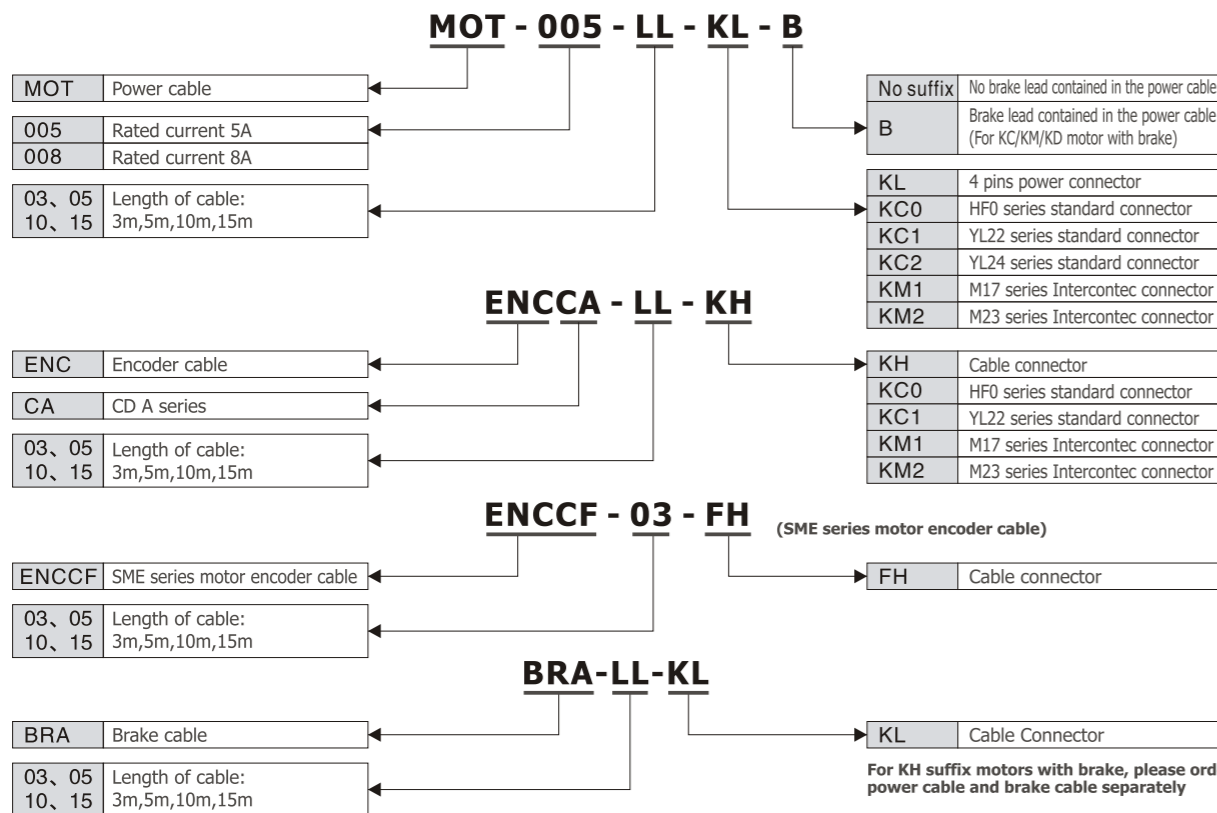 MOT - 005 - LL - KL - B
MOT Power cable
005 Rated current 5A
008 Rated current 8A
03、05 Length of cable:
10、15 3m,5m,10m,15m
No suffix No brake lead contained in the power cable
B Brake lead contained in the power cable
(For KC/KM/KD motor with brake)
KL 4 pins power connector
KC0 HF0 series standard connector
KC1 YL22 series standard connector
KC2 YL24 series standard connector
KM1 M17 series Intercontec connector
KM2 M23 series Intercontec connector
ENCCA - LL - KH
ENC Encoder cable
CA CD A series
03、05 Length of cable:
10、15 3m,5m,10m,15m
KH Cable connector
KC0 HF0 series standard connector
KC1 YL22 series standard connector
KM1 M17 series Intercontec connector
KM2 M23 series Intercontec connector
ENCCF - 03 - FH (SME series motor encoder cable)
ENCCF SME series motor encoder cable
03、05 Length of cable:
10、15 3m,5m,10m,15m
FH Cable connector
BRA-LL-KL
BRA Brake cable
03、05 Length of cable:
10、15 3m,5m,10m,15m
KL Cable Connector
For KH suffix motors with brake, please ord
power cable and brake cable separately